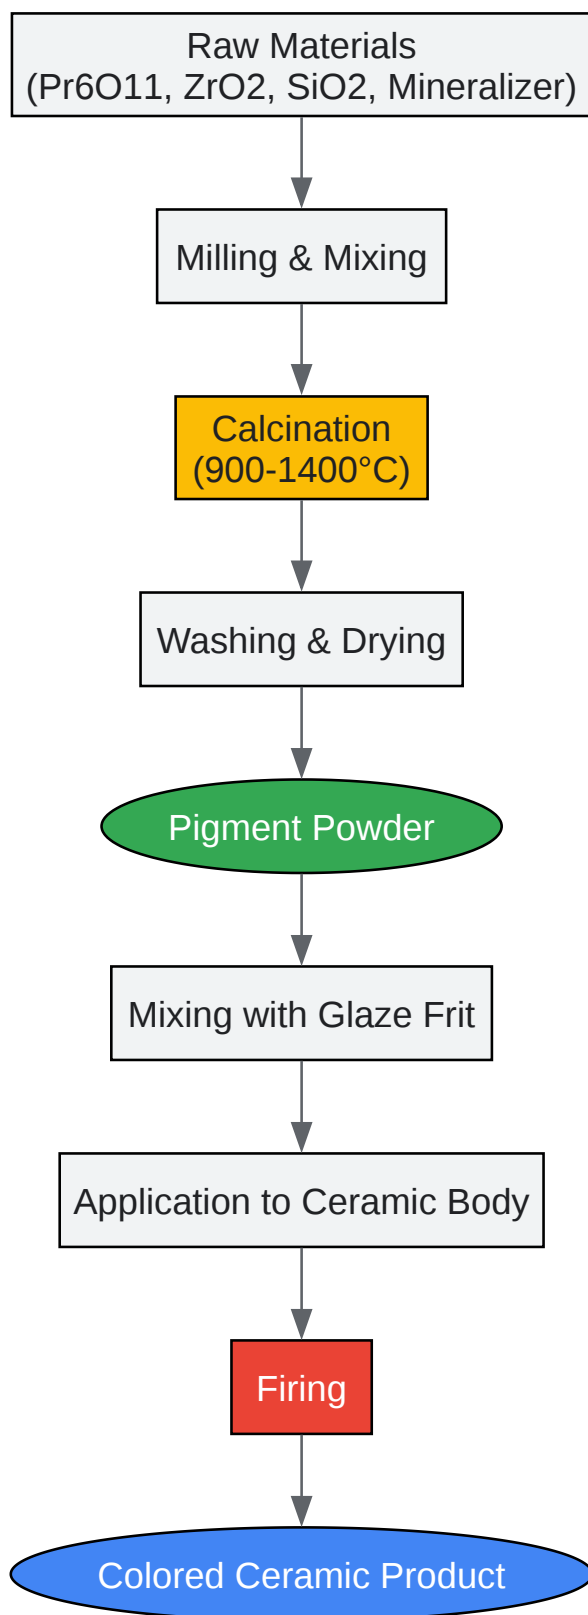 Raw Materials
(Pr6O11, ZrO2, SiO2, Mineralizer)
Milling & Mixing
Calcination
(900-1400°C)
Washing & Drying
Pigment Powder
Mixing with Glaze Frit
Application to Ceramic Body
Firing
Colored Ceramic Product